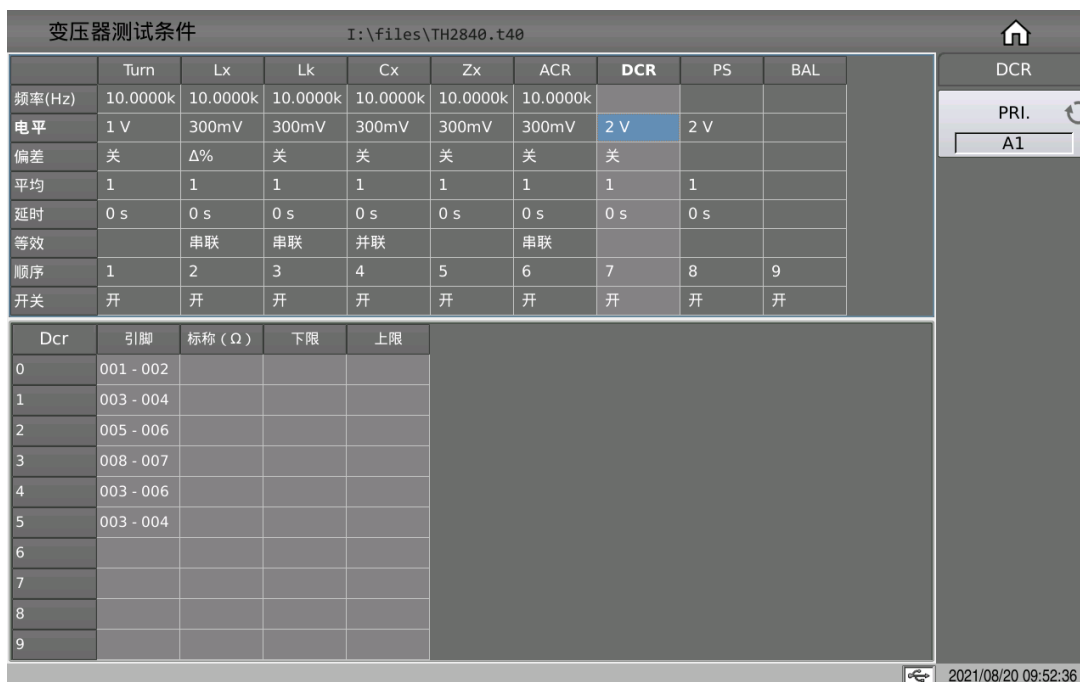 变压器测试条件 I:\files\TH2840.t40
Turn Lx Lk Cx Zx ACR DCR PS BAL DCR
频率(Hz) 10.0000k 10.0000k 10.0000k 10.0000k 10.0000k 10.0000k
PRI.
电平 1 V 300mV 300mV 300mV 300mV 300mV 2 V 2 V
A1
偏差 关 Δ% 关 关 关 关 关
平均 1 1 1 1 1 1 1 1
延时 0 s 0 s 0 s 0 s 0 s 0 s 0 s 0 s
等效 串联 串联 并联 串联
顺序 1 2 3 4 5 6 7 8 9
开关 开 开 开 开 开 开 开 开 开
Dcr 引脚 标称（Ω） 下限 上限
0 001 - 002
1 003 - 004
2 005 - 006
3 008 - 007
4 003 - 006
5 003 - 004
6
7
8
9
2021/08/20 09:52:36